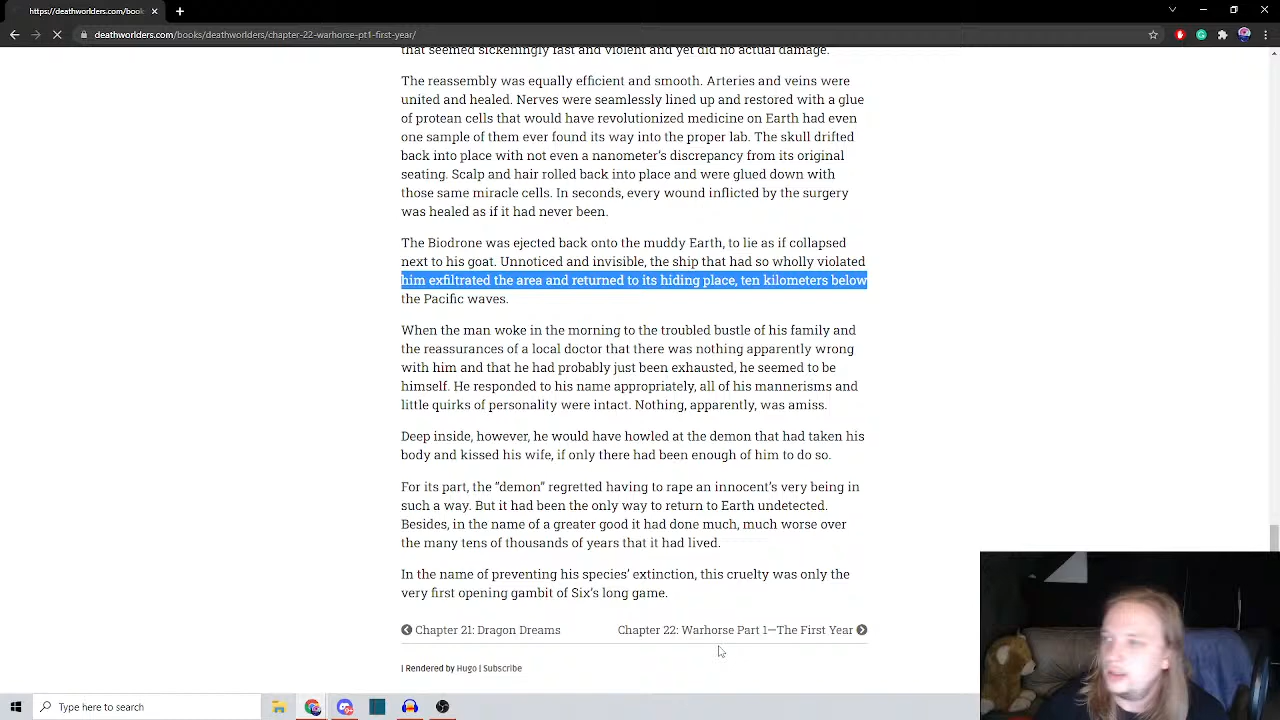 https://deathworlders.com/book
deathworlders.com/books/deathworlders/chapter-22-warhorse-pt1-first-year/
that seemed sickeningly fast and violent and yet did no actual damage.
The reassembly was equally efficient and smooth. Arteries and veins were
united and healed. Nerves were seamlessly lined up and restored with a glue
of protean cells that would have revolutionized medicine on Earth had even
one sample of them ever found its way into the proper lab. The skull drifted
back into place with not even a nanometer's discrepancy from its original
seating. Scalp and hair rolled back into place and were glued down with
those same miracle cells. In seconds, every wound inflicted by the surgery
was healed as if it had never been.
The Biodrone was ejected back onto the muddy Earth, to lie as if collapsed
next to his goat. Unnoticed and invisible, the ship that had so wholly violated
him exfiltrated the area and returned to its hiding place, ten kilometers below
the Pacific waves.
When the man woke in the morning to the troubled bustle of his family and
the reassurances of a local doctor that there was nothing apparently wrong
with him and that he had probably just been exhausted, he seemed to be
himself. He responded to his name appropriately, all of his mannerisms and
little quirks of personality were intact. Nothing, apparently, was amiss.
Deep inside, however, he would have howled at the demon that had taken his
body and kissed his wife, if only there had been enough of him to do so.
For its part, the "demon" regretted having to rape an innocent's very being in
such a way. But it had been the only way to return to Earth undetected.
Besides, in the name of a greater good it had done much, much worse over
the many tens of thousands of years that it had lived.
In the name of preventing his species' extinction, this cruelty was only the
very first opening gambit of Six's long game.
Chapter 21: Dragon Dreams Chapter 22: Warhorse Part 1—The First Year
| Rendered by Hugo | Subscribe
Type here to search